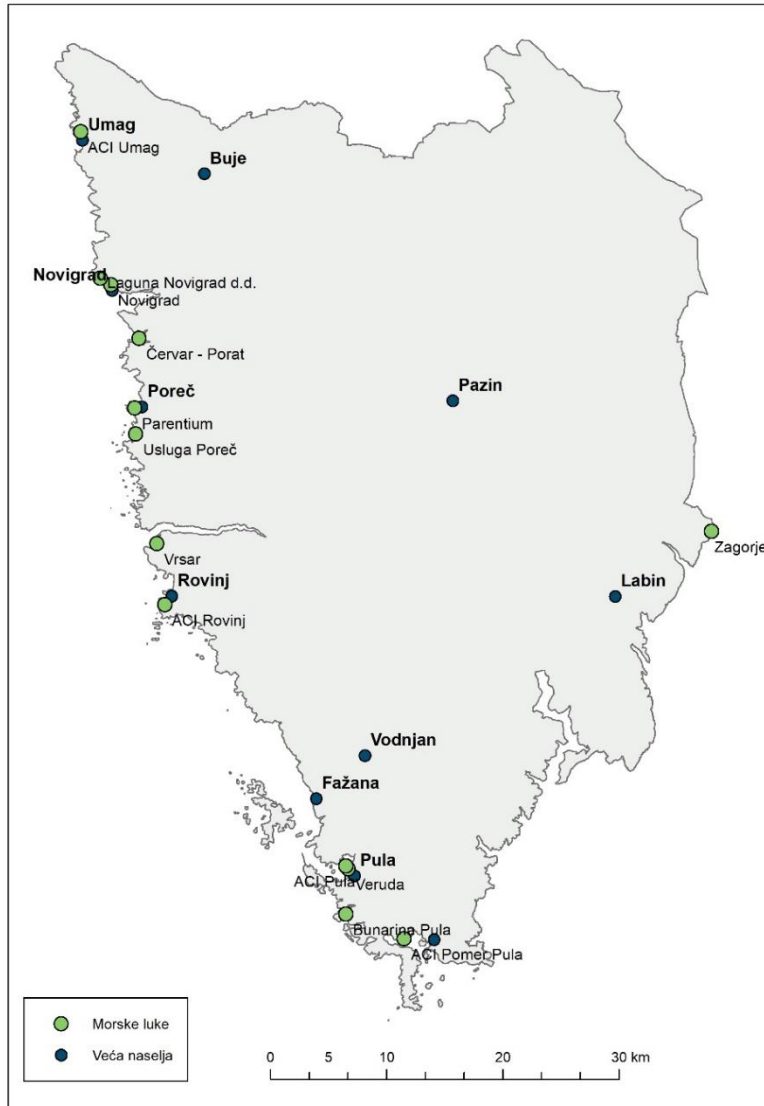 Umag
ACI Umag
Buje
Novigrad
Laguna Novigrad d.d.
Novigrad
Červar - Porat
Poreč
Pazin
Parentium
Usluga Poreč
Vrsar
Zagorje
Rovinj
Labin
ACI Rovinj
Vodnjan
Fažana
Pula
ACI Pula
Veruda
Bunarina Pula
ACI Pomer Pula
Morske luke
Veća naselja
0 5 10 20 30 km